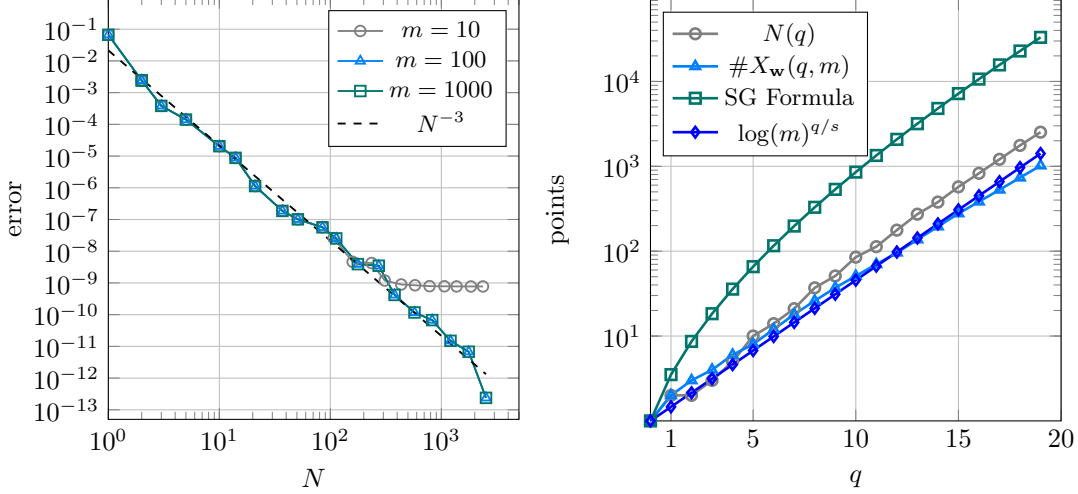 10^{-1}
10^{-2}
10^{-3}
10^{-4}
10^{-5}
10^{-6}
10^{-7}
10^{-8}
10^{-9}
10^{-10}
10^{-11}
10^{-12}
10^{-13}
error
m = 10
m = 100
m = 1000
N^{-3}
10^0
10^1
10^2
10^3
N
points
10^4
10^3
10^2
10^1
N(q)
#X_w(q, m)
SG Formula
log(m)^{q/s}
1
5
10
15
20
q